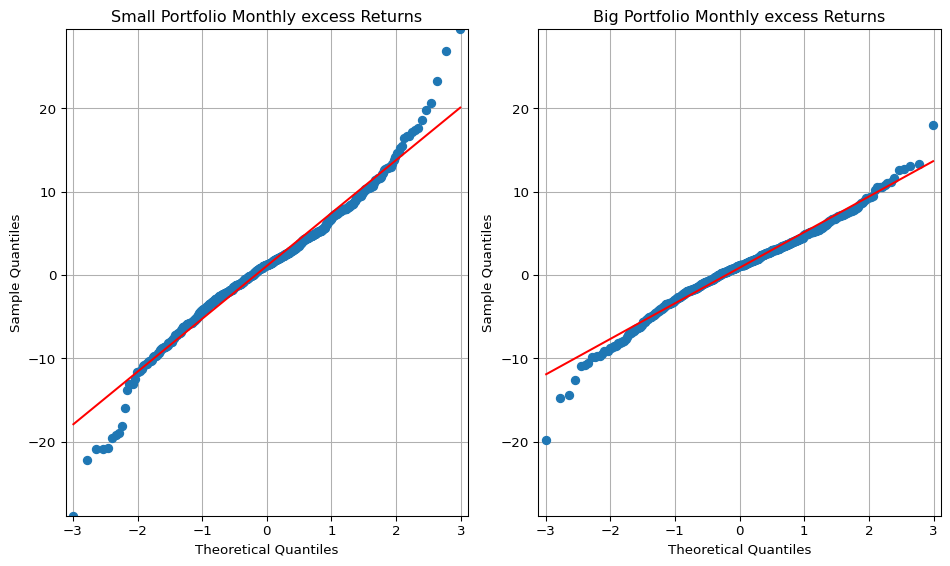 Small Portfolio Monthly excess Returns
Sample Quantiles
20
10
0
−10
−20
−3 −2 −1 0 1 2 3
Theoretical Quantiles
Big Portfolio Monthly excess Returns
Sample Quantiles
20
10
0
−10
−20
−3 −2 −1 0 1 2 3
Theoretical Quantiles